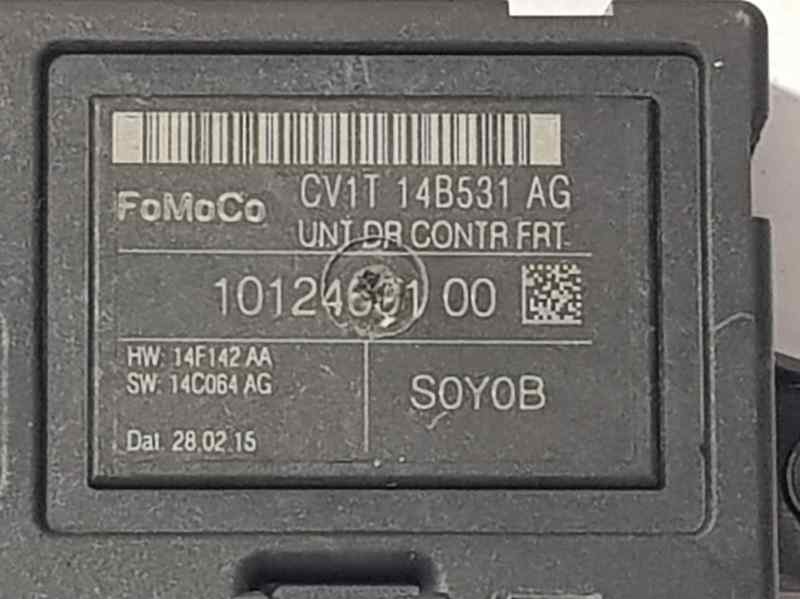 FoMoCo
CV1T 14B531 AG
UNT DR CONTR FRT
00
HW: 14F142 AA
SW: 14C064 AG
S0Y0B
Dat. 28.02.15